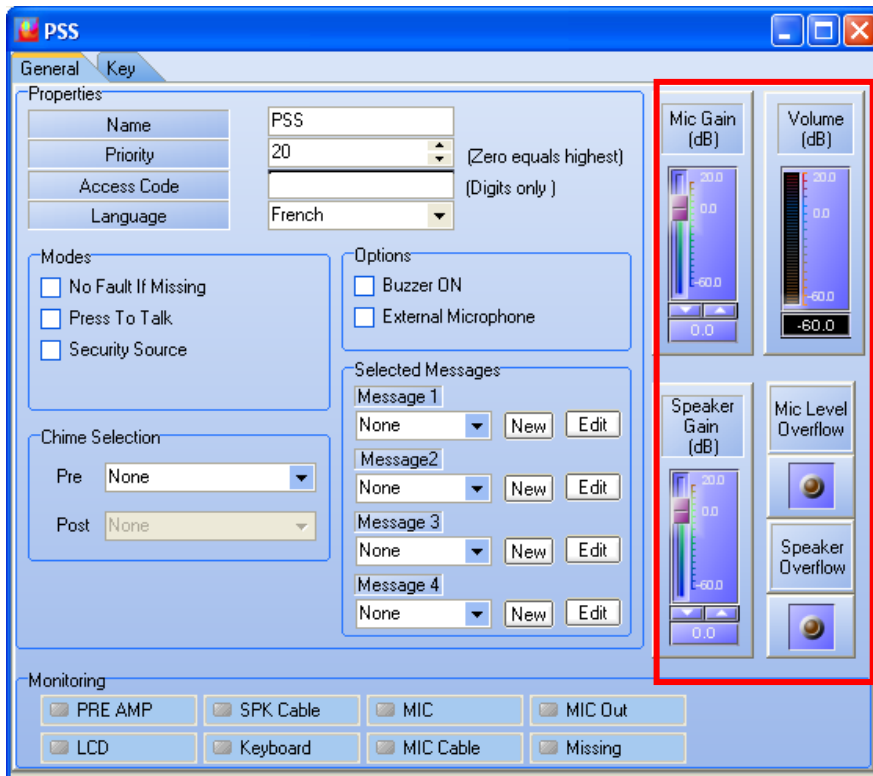 PSS
General Key
Properties
Name PSS
Priority 20 (Zero equals highest)
Access Code (Digits only )
Language French
Modes
No Fault If Missing
Press To Talk
Security Source
Options
Buzzer ON
External Microphone
Chime Selection
Pre None
Post None
Selected Messages
Message 1
None New Edit
Message2
None New Edit
Message 3
None New Edit
Message 4
None New Edit
Mic Gain
(dB)
20.0
0.0
-60.0
0.0
Volume
(dB)
20.0
0.0
-60.0
-60.0
Speaker
Gain
(dB)
20.0
0.0
-60.0
0.0
Mic Level
Overflow
Speaker
Overflow
Monitoring
PRE AMP SPK Cable MIC MIC Out
LCD Keyboard MIC Cable Missing